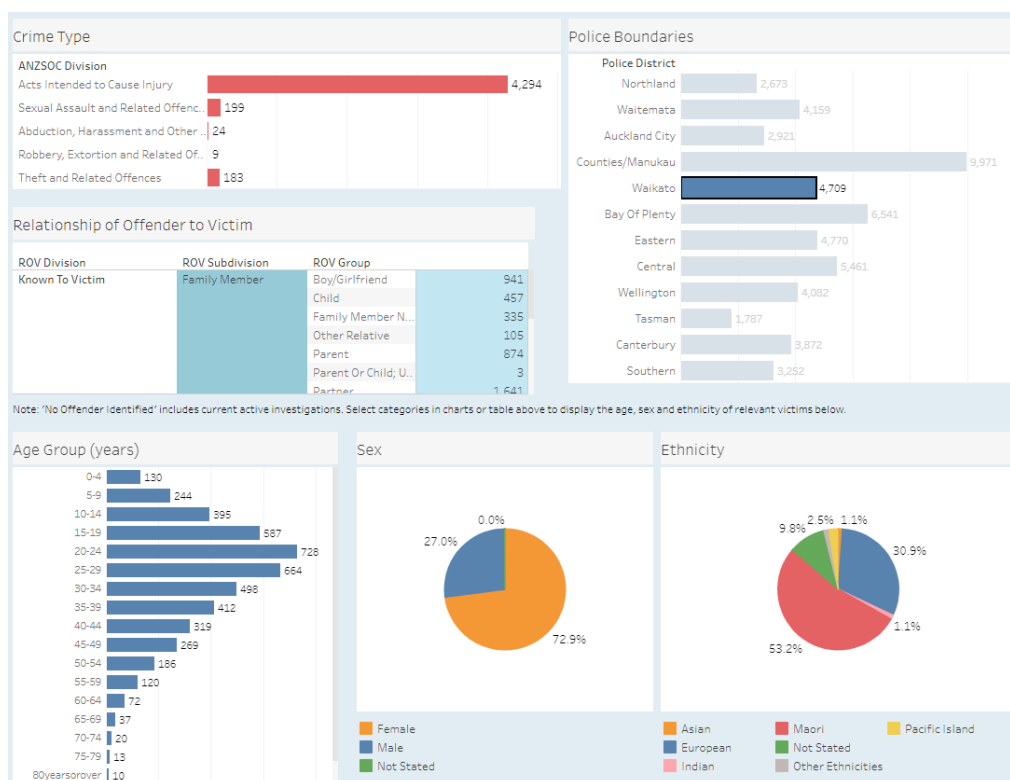 Crime Type
ANZSOC Division
Acts Intended to Cause Injury 4,294
Sexual Assault and Related Offenc.. 199
Abduction, Harassment and Other .. 24
Robbery, Extortion and Related Of.. 9
Theft and Related Offences 183
Police Boundaries
Police District
Northland 2,673
Waitemata 4,159
Auckland City 2,921
Counties/Manukau 9,971
Waikato 4,709
Bay Of Plenty 6,541
Eastern 4,770
Central 5,461
Wellington 4,082
Tasman 1,787
Canterbury 3,872
Southern 3,252
Relationship of Offender to Victim
ROV Division ROV Subdivision ROV Group
Known To Victim Family Member Boy/Girlfriend 941
Child 457
Family Member N... 335
Other Relative 105
Parent 874
Parent Or Child; U.. 3
Partner 1,641
Note: 'No Offender Identified' includes current active investigations. Select categories in charts or table above to display the age, sex and ethnicity of relevant victims below.
Age Group (years)
0-4 130
5-9 244
10-14 395
15-19 587
20-24 728
25-29 664
30-34 498
35-39 412
40-44 319
45-49 269
50-54 186
55-59 120
60-64 72
65-69 37
70-74 20
75-79 13
80yearsorover 10
Sex
0.0%
27.0%
72.9%
Female
Male
Not Stated
Ethnicity
9.8% 2.5% 1.1%
30.9%
1.1%
53.2%
Asian Maori Pacific Island
European Not Stated
Indian Other Ethnicities